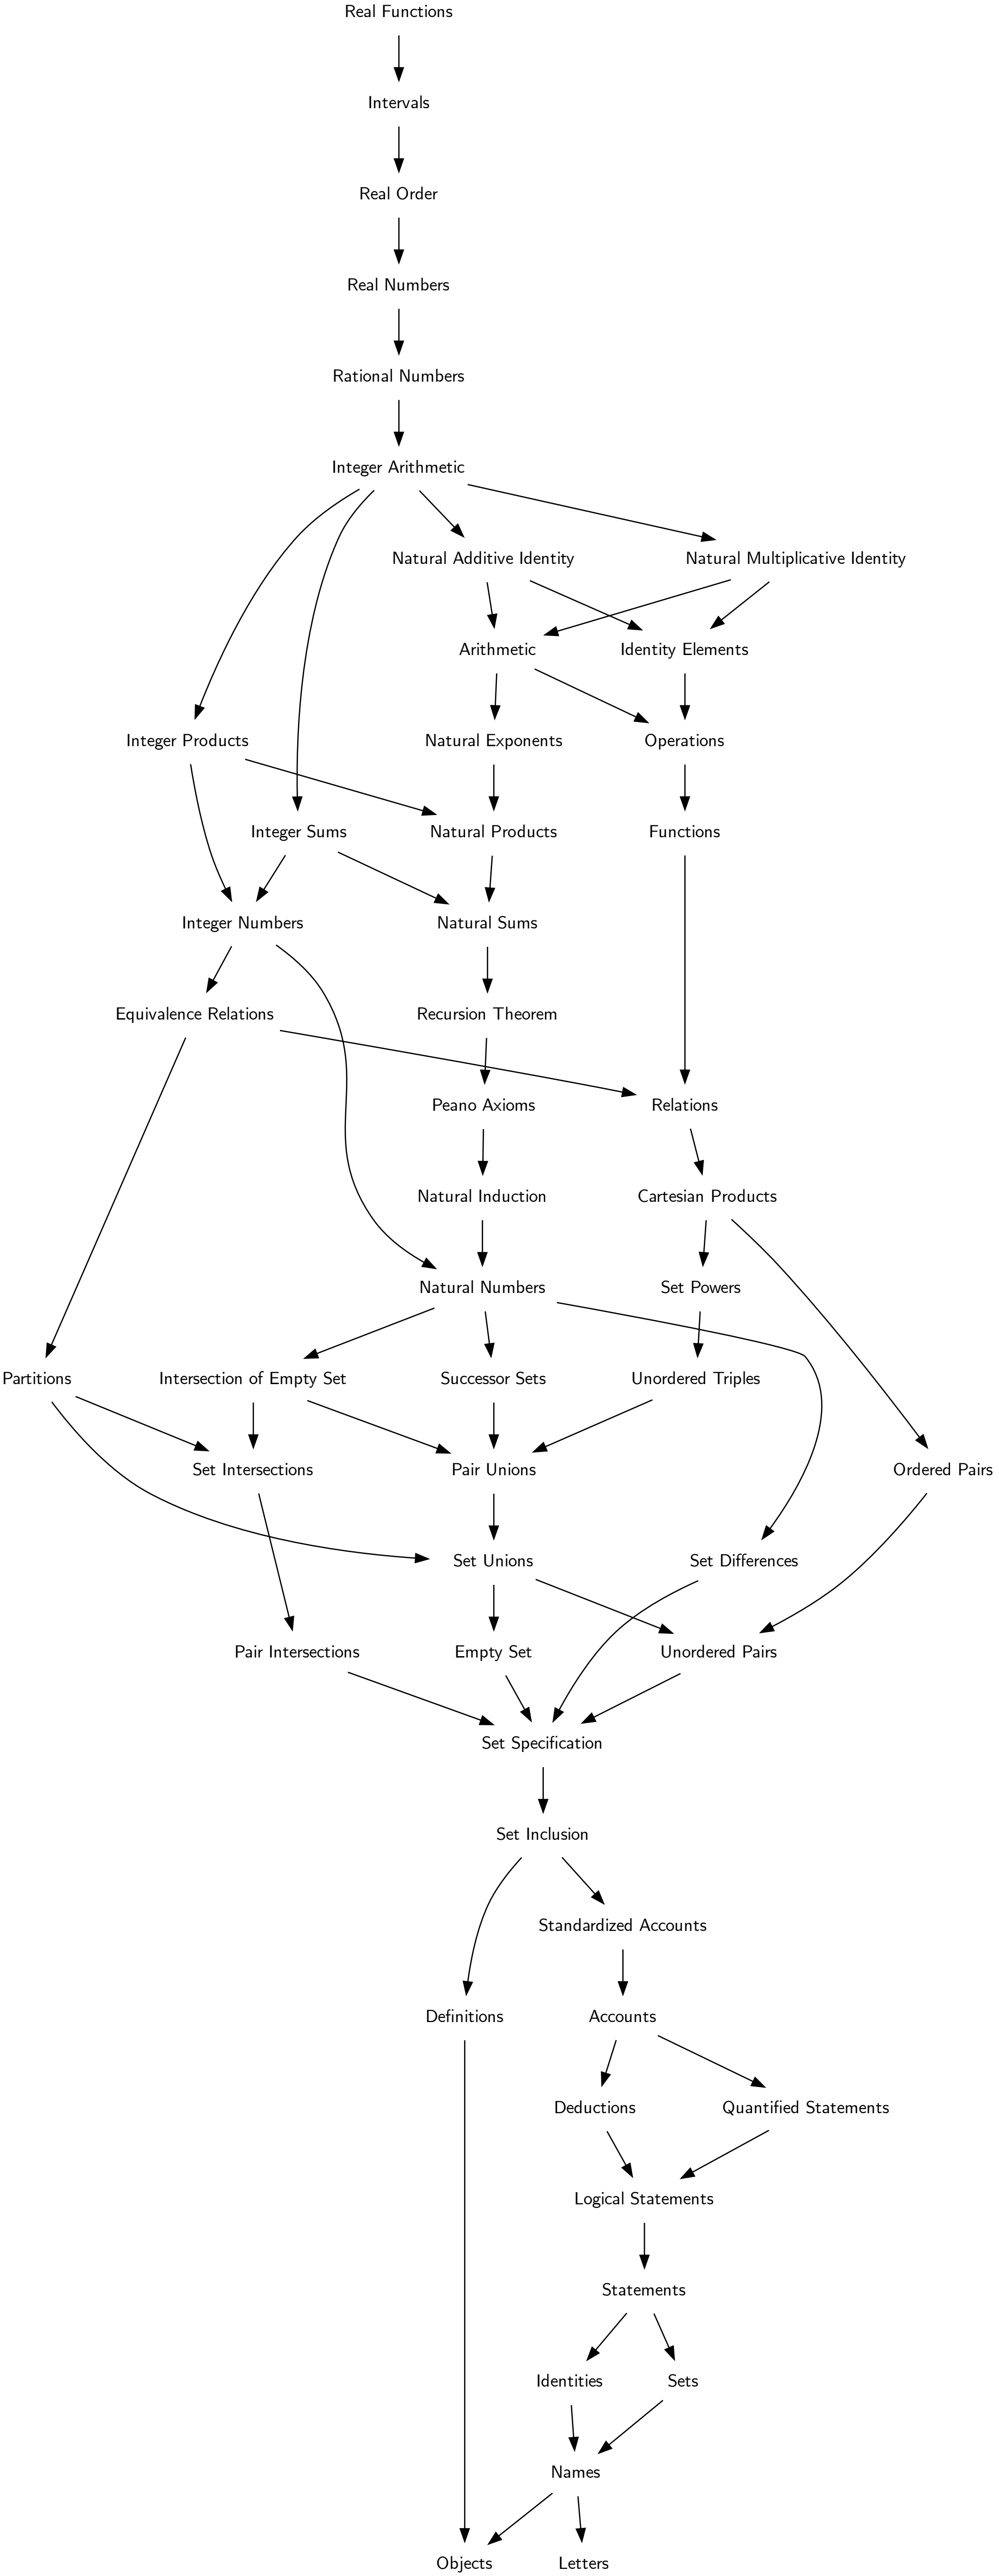 Real Functions
Intervals
Real Order
Real Numbers
Rational Numbers
Integer Arithmetic
Natural Additive Identity
Natural Multiplicative Identity
Arithmetic
Identity Elements
Integer Products
Natural Exponents
Operations
Integer Sums
Natural Products
Functions
Integer Numbers
Natural Sums
Equivalence Relations
Recursion Theorem
Peano Axioms
Relations
Natural Induction
Cartesian Products
Natural Numbers
Set Powers
Partitions
Intersection of Empty Set
Successor Sets
Unordered Triples
Set Intersections
Pair Unions
Ordered Pairs
Set Unions
Set Differences
Pair Intersections
Empty Set
Unordered Pairs
Set Specification
Set Inclusion
Standardized Accounts
Definitions
Accounts
Deductions
Quantified Statements
Logical Statements
Statements
Identities
Sets
Names
Objects
Letters